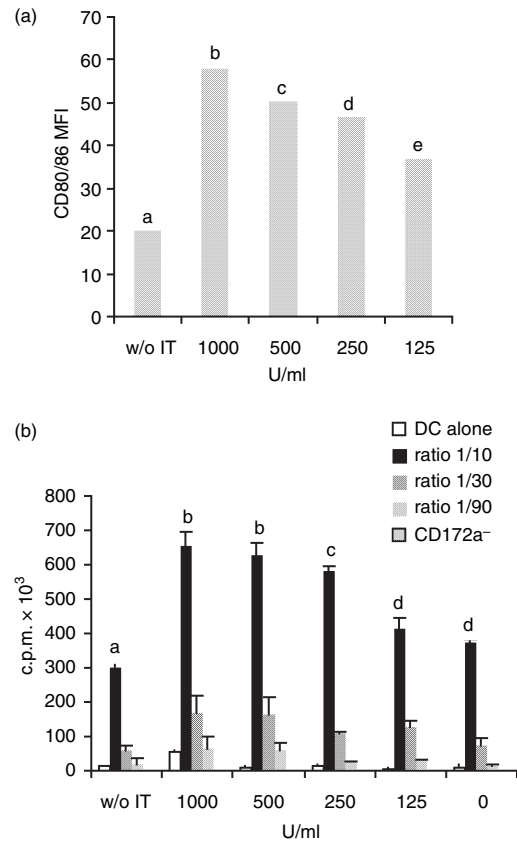 (a)
70
60
50
40
30
20
10
0
CD80/86 MFI
a
b
c
d
e
w/o IT 1000 500 250 125
U/ml
(b)
DC alone
ratio 1/10
ratio 1/30
ratio 1/90
CD172a⁻
800
700
600
500
400
300
200
100
0
c.p.m. × 10³
a
b
b
c
d
d
w/o IT 1000 500 250 125 0
U/ml